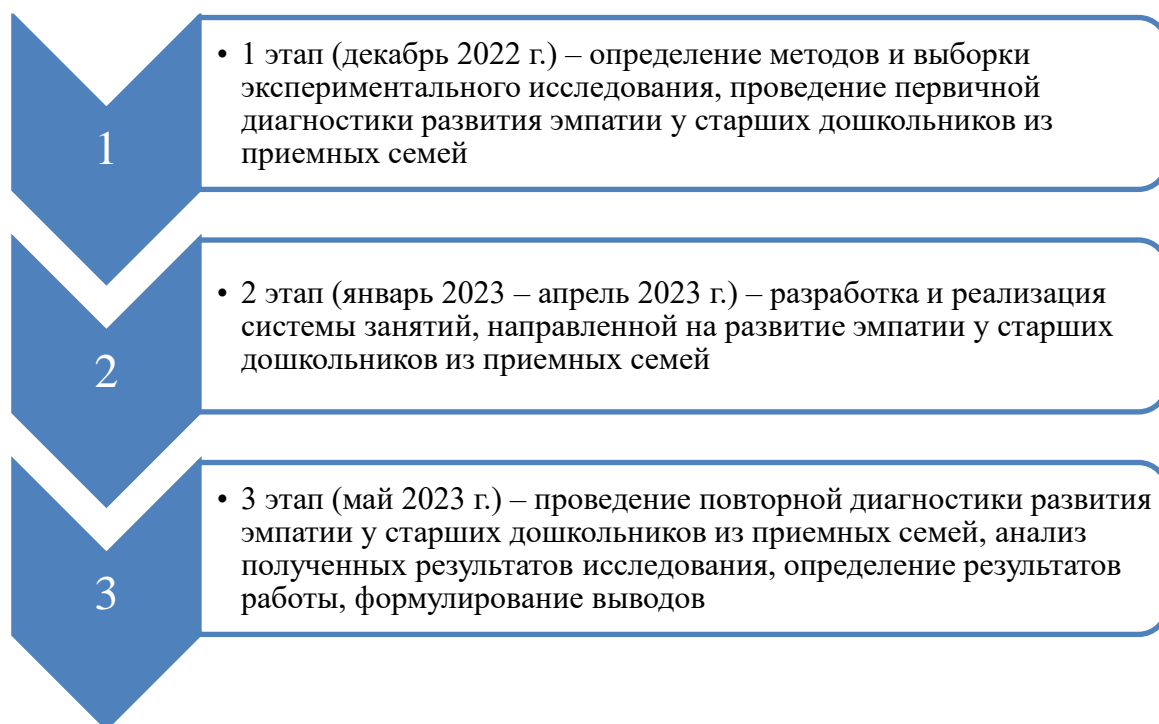 1
• 1 этап (декабрь 2022 г.) – определение методов и выборки
экспериментального исследования, проведение первичной
диагностики развития эмпатии у старших дошкольников из
приемных семей
2
• 2 этап (январь 2023 – апрель 2023 г.) – разработка и реализация
системы занятий, направленной на развитие эмпатии у старших
дошкольников из приемных семей
3
• 3 этап (май 2023 г.) – проведение повторной диагностики развития
эмпатии у старших дошкольников из приемных семей, анализ
полученных результатов исследования, определение результатов
работы, формулирование выводов